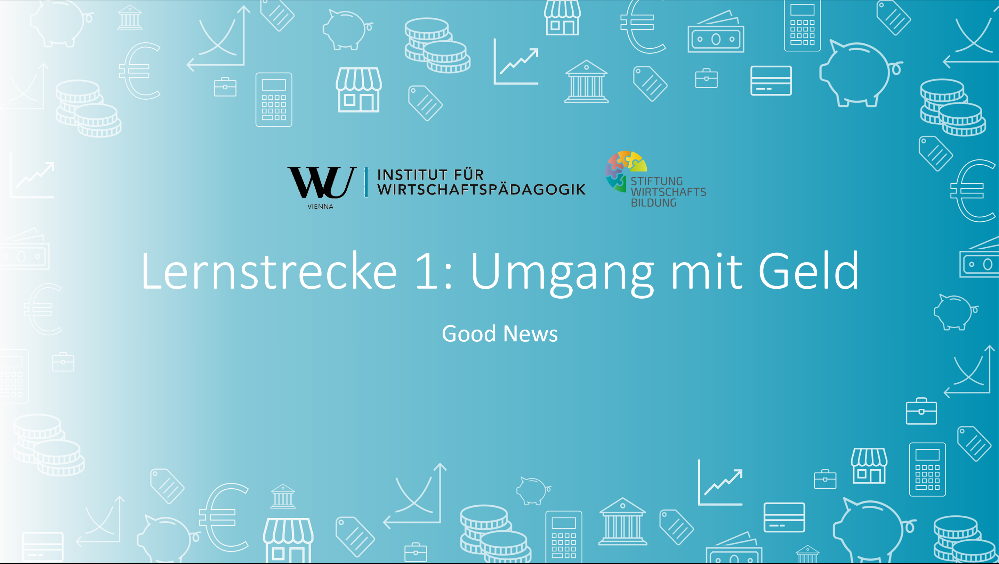 WU
VIENNA
INSTITUT FÜR
WIRTSCHAFTSPÄDAGOGIK
STIFTUNG
WIRTSCHAFTS
BILDUNG
Lernstrecke 1: Umgang mit Geld
Good News